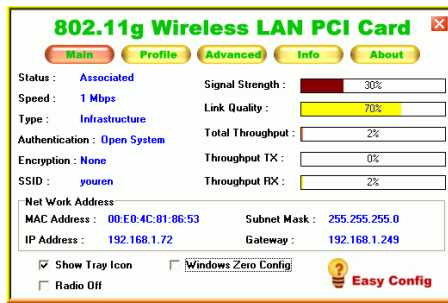 802.11g Wireless LAN PCI Card
Main Profile Advanced Info About
Status : Associated
Speed : 1 Mbps
Type : Infrastructure
Authentication : Open System
Encryption : None
SSID : youren
Signal Strength : 30%
Link Quality : 70%
Total Throughput : 2%
Throughput TX : 0%
Throughput RX : 2%
Net Work Address
MAC Address : 00:E0:4C:81:86:53 Subnet Mask : 255.255.255.0
IP Address : 192.168.1.72 Gateway : 192.168.1.249
Show Tray Icon Windows Zero Config
Radio Off
Easy Config